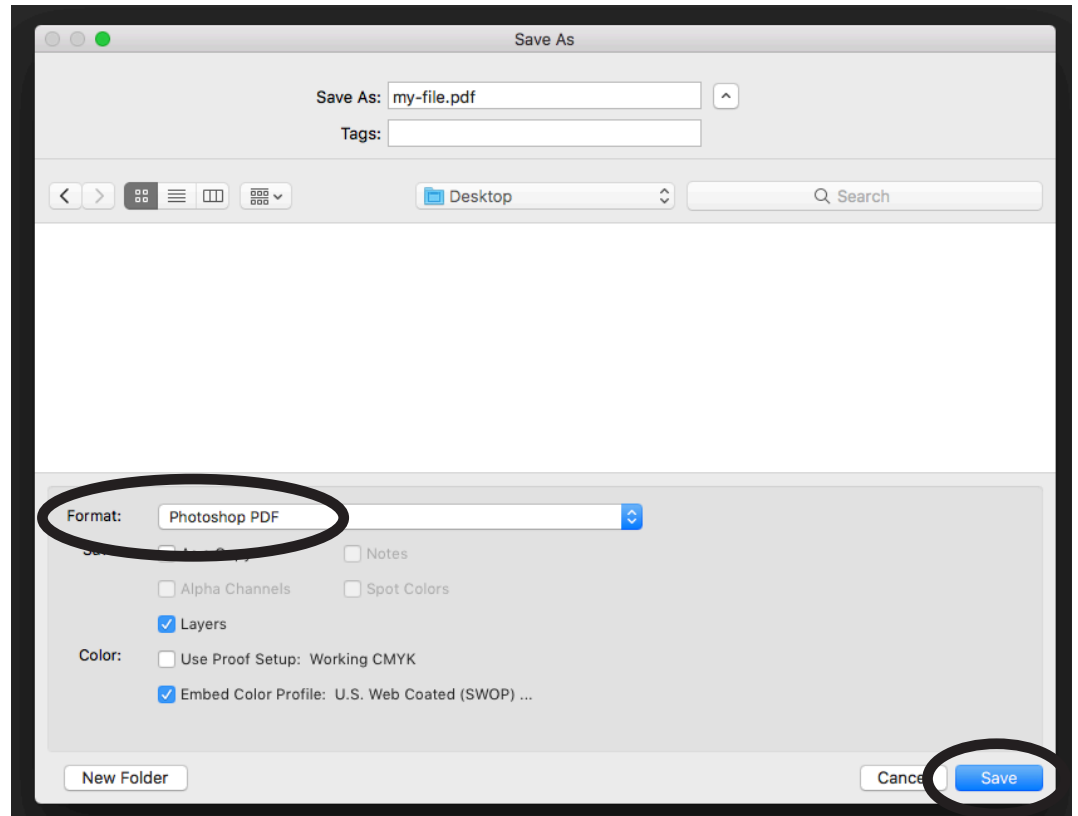 Save As
Save As: my-file.pdf
Tags:
Desktop
Search
Format: Photoshop PDF
Notes
Alpha Channels Spot Colors
Layers
Color: Use Proof Setup: Working CMYK
Embed Color Profile: U.S. Web Coated (SWOP) ...
New Folder Cancel Save